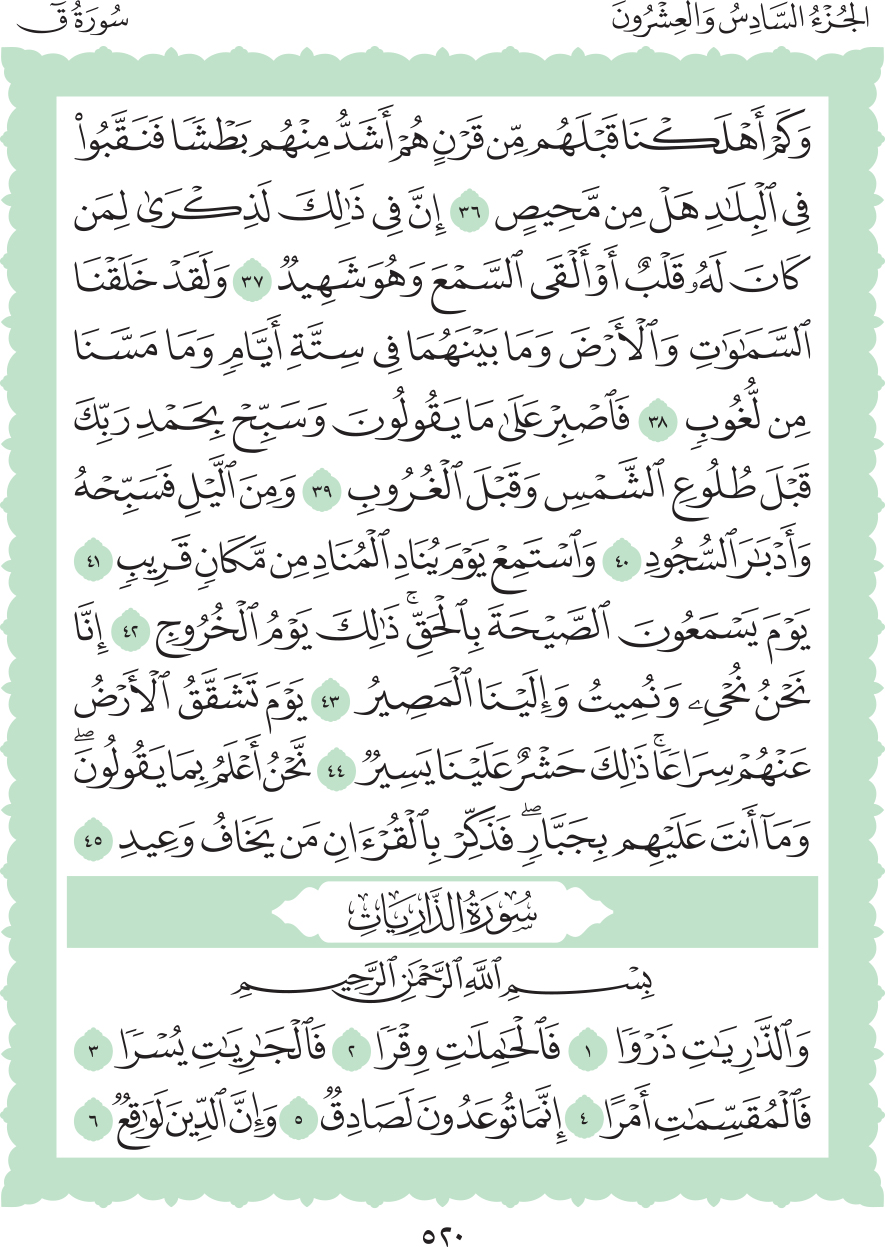 الجُزْءُ السَّادِسُ وَالعِشْرُونَ
سُورَةُ قٓ
وَكَمْ أَهْلَكْنَا قَبْلَهُم مِّن قَرْنٍ هُمْ أَشَدُّ مِنْهُم بَطْشًا فَنَقَّبُوا۟
فِى ٱلْبِلَٰدِ هَلْ مِن مَّحِيصٍ ٣٦ إِنَّ فِى ذَٰلِكَ لَذِكْرَىٰ لِمَن
كَانَ لَهُۥ قَلْبٌ أَوْ أَلْقَى ٱلسَّمْعَ وَهُوَ شَهِيدٌ ٣٧ وَلَقَدْ خَلَقْنَا
ٱلسَّمَٰوَٰتِ وَٱلْأَرْضَ وَمَا بَيْنَهُمَا فِى سِتَّةِ أَيَّامٍ وَمَا مَسَّنَا
مِن لُّغُوبٍ ٣٨ فَٱصْبِرْ عَلَىٰ مَا يَقُولُونَ وَسَبِّحْ بِحَمْدِ رَبِّكَ
قَبْلَ طُلُوعِ ٱلشَّمْسِ وَقَبْلَ ٱلْغُرُوبِ ٣٩ وَمِنَ ٱلَّيْلِ فَسَبِّحْهُ
وَأَدْبَٰرَ ٱلسُّجُودِ ٤٠ وَٱسْتَمِعْ يَوْمَ يُنَادِ ٱلْمُنَادِ مِن مَّكَانٍ قَرِيبٍ ٤١
يَوْمَ يَسْمَعُونَ ٱلصَّيْحَةَ بِٱلْحَقِّ ۚ ذَٰلِكَ يَوْمُ ٱلْخُرُوجِ ٤٢ إِنَّا
نَحْنُ نُحْىِۦ وَنُمِيتُ وَإِلَيْنَا ٱلْمَصِيرُ ٤٣ يَوْمَ تَشَقَّقُ ٱلْأَرْضُ
عَنْهُمْ سِرَاعًا ۚ ذَٰلِكَ حَشْرٌ عَلَيْنَا يَسِيرٌ ٤٤ نَّحْنُ أَعْلَمُ بِمَا يَقُولُونَ ۖ
وَمَآ أَنتَ عَلَيْهِم بِجَبَّارٍ ۖ فَذَكِّرْ بِٱلْقُرْءَانِ مَن يَخَافُ وَعِيدِ ٤٥
سُورَةُ الذَّارِيَاتِ
بِسْمِ ٱللَّهِ ٱلرَّحْمَٰنِ ٱلرَّحِيمِ
وَٱلذَّٰرِيَٰتِ ذَرْوًا ١ فَٱلْحَٰمِلَٰتِ وِقْرًا ٢ فَٱلْجَٰرِيَٰتِ يُسْرًا ٣
فَٱلْمُقَسِّمَٰتِ أَمْرًا ٤ إِنَّمَا تُوعَدُونَ لَصَادِقٌ ٥ وَإِنَّ ٱلدِّينَ لَوَٰقِعٌ ٦
٥٢٠